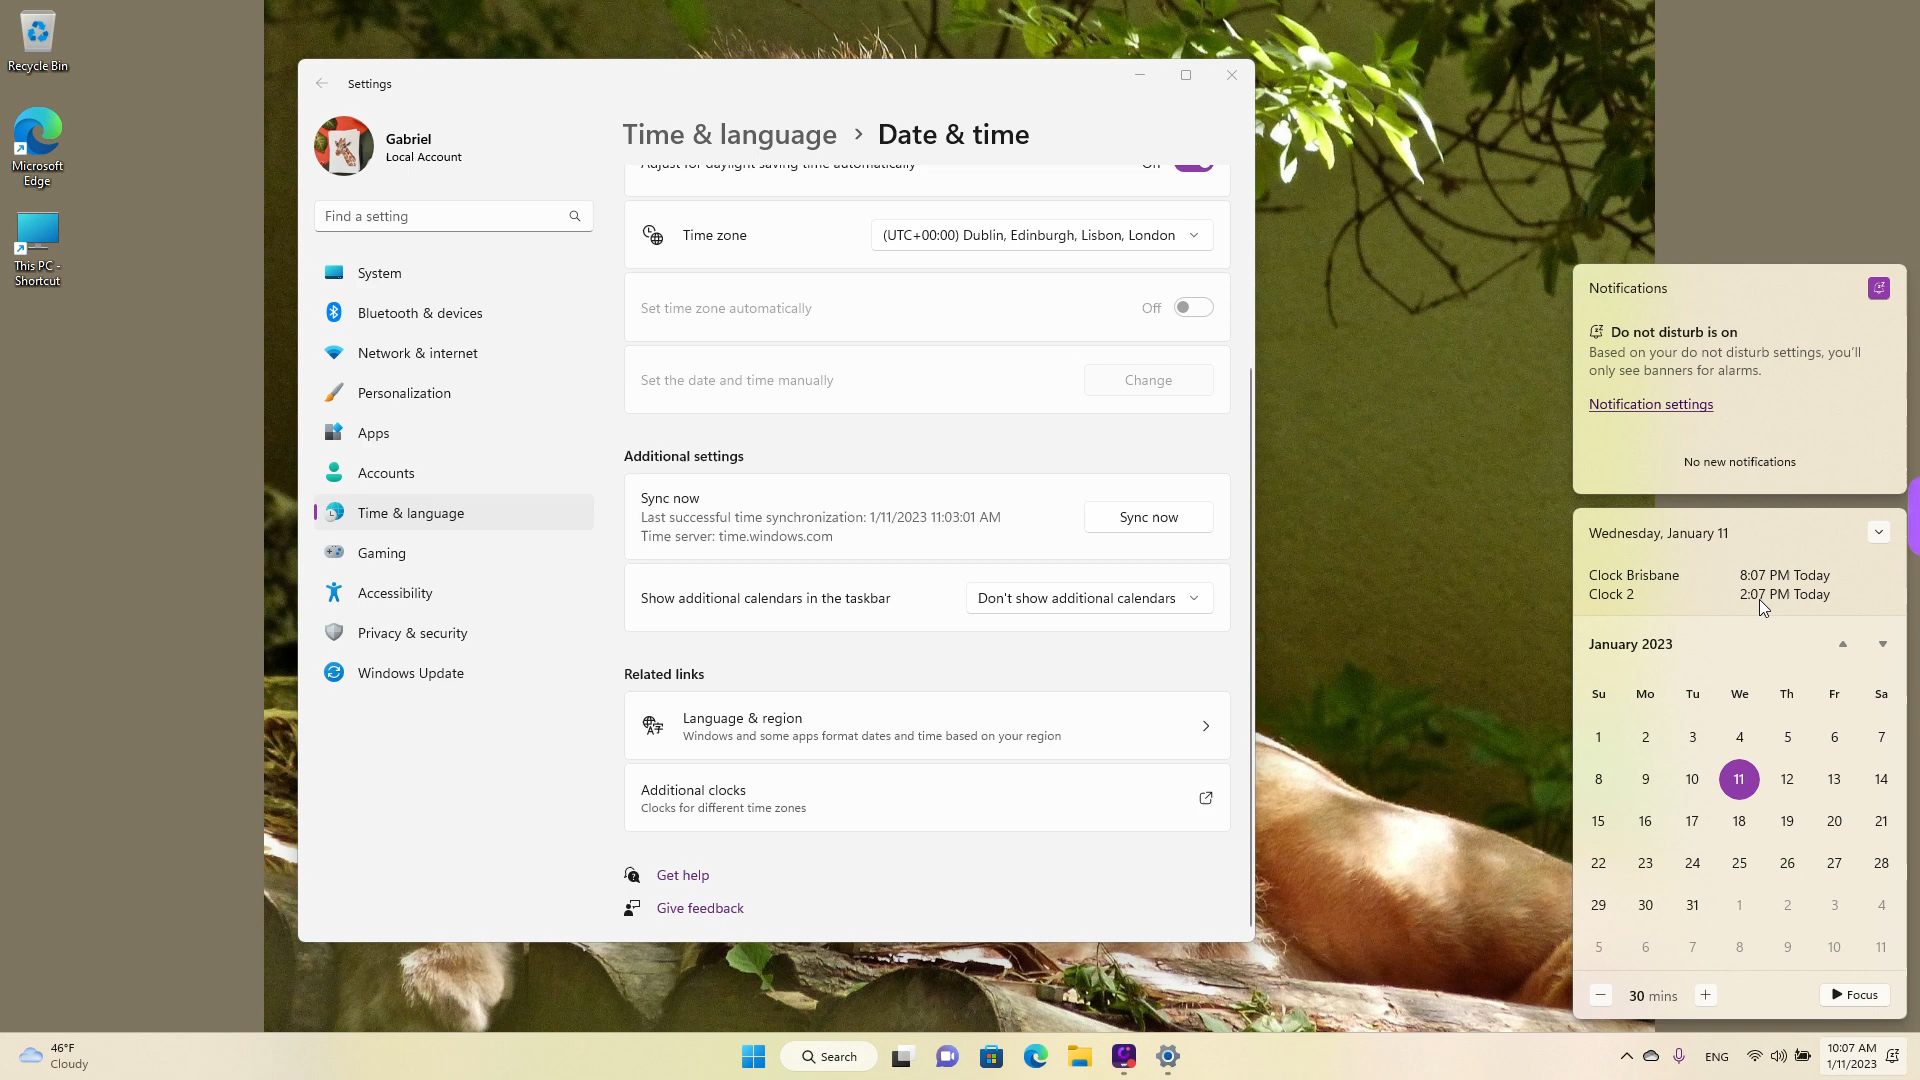 Recycle Bin
Microsoft
Edge
This PC -
Shortcut
Settings
Gabriel
Local Account
Find a setting
System
Bluetooth & devices
Network & internet
Personalization
Apps
Accounts
Time & language
Gaming
Accessibility
Privacy & security
Windows Update
Time & language > Date & time
Adjust for daylight saving time automatically
Time zone
(UTC+00:00) Dublin, Edinburgh, Lisbon, London
Set time zone automatically
Off
Set the date and time manually
Change
Additional settings
Sync now
Last successful time synchronization: 1/11/2023 11:03:01 AM
Time server: time.windows.com
Sync now
Show additional calendars in the taskbar
Don't show additional calendars
Related links
Language & region
Windows and some apps format dates and time based on your region
Additional clocks
Clocks for different time zones
Get help
Give feedback
Notifications
Do not disturb is on
Based on your do not disturb settings, you'll
only see banners for alarms.
Notification settings
No new notifications
Wednesday, January 11
Clock Brisbane 8:07 PM Today
Clock 2 2:07 PM Today
January 2023
Su Mo Tu We Th Fr Sa
1 2 3 4 5 6 7
8 9 10 11 12 13 14
15 16 17 18 19 20 21
22 23 24 25 26 27 28
29 30 31 1 2 3 4
5 6 7 8 9 10 11
30 mins
Focus
46°F
Cloudy
Search
ENG
10:07 AM
1/11/2023